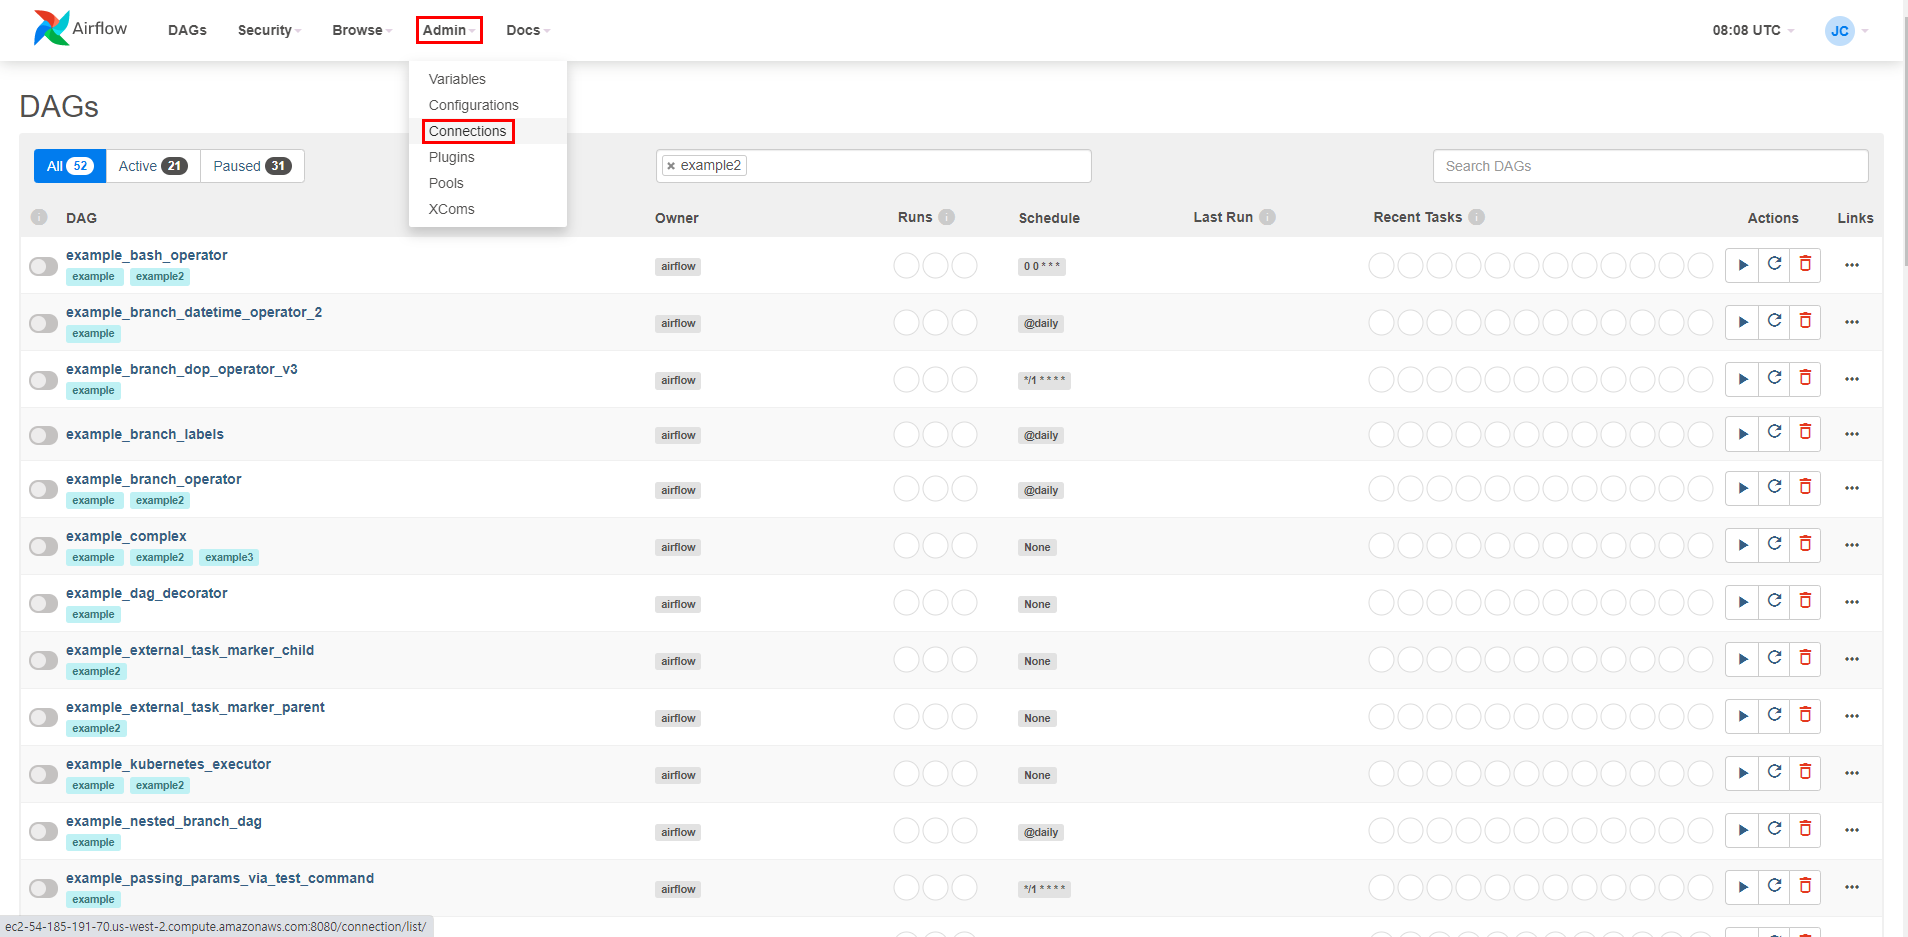 Airflow DAGs Security Browse Admin Docs 08:08 UTC JC
Variables
Configurations
Connections
Plugins
Pools
XComs
DAGs
All 52 Active 21 Paused 31 × example2 Search DAGs
i DAG Owner Runs i Schedule Last Run i Recent Tasks i Actions Links
example_bash_operator
example example2
airflow 0 0 * * *
example_branch_datetime_operator_2
example
airflow @daily
example_branch_dop_operator_v3
example
airflow */1 * * * *
example_branch_labels
airflow @daily
example_branch_operator
example example2
airflow @daily
example_complex
example example2 example3
airflow None
example_dag_decorator
example
airflow None
example_external_task_marker_child
example2
airflow None
example_external_task_marker_parent
example2
airflow None
example_kubernetes_executor
example example2
airflow None
example_nested_branch_dag
example
airflow @daily
example_passing_params_via_test_command
example
airflow */1 * * * *
ec2-54-185-191-70.us-west-2.compute.amazonaws.com:8080/connection/list/